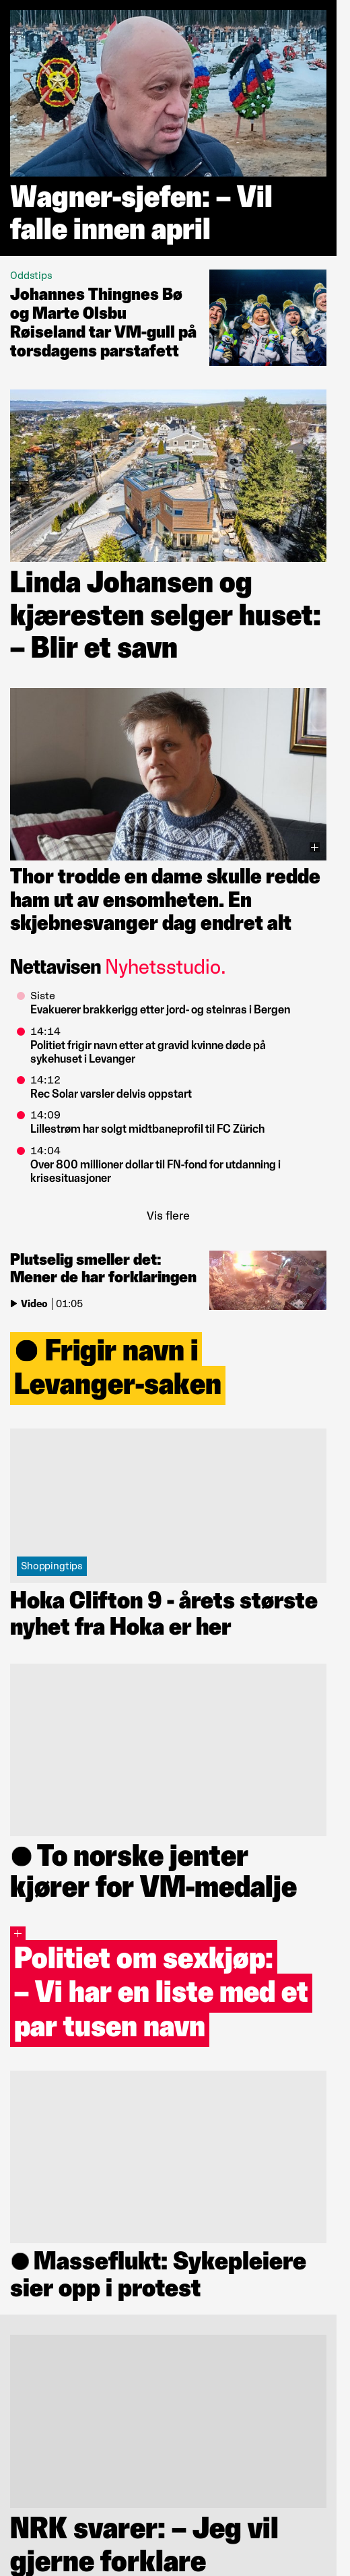 Wagner-sjefen: – Vil
falle innen april
Oddstips
Johannes Thingnes Bø
og Marte Olsbu
Røiseland tar VM-gull på
torsdagens parstafett
Linda Johansen og
kjæresten selger huset:
– Blir et savn
Thor trodde en dame skulle redde
ham ut av ensomheten. En
skjebnesvanger dag endret alt
Nettavisen Nyhetsstudio.
Siste
Evakuerer brakkerigg etter jord- og steinras i Bergen
14:14
Politiet frigir navn etter at gravid kvinne døde på
sykehuset i Levanger
14:12
Rec Solar varsler delvis oppstart
14:09
Lillestrøm har solgt midtbaneprofil til FC Zürich
14:04
Over 800 millioner dollar til FN-fond for utdanning i
krisesituasjoner
Vis flere
Plutselig smeller det:
Mener de har forklaringen
Video | 01:05
● Frigir navn i
Levanger-saken
Shoppingtips
Hoka Clifton 9 - årets største
nyhet fra Hoka er her
● To norske jenter
kjører for VM-medalje
+
Politiet om sexkjøp:
– Vi har en liste med et
par tusen navn
● Masseflukt: Sykepleiere
sier opp i protest
NRK svarer: – Jeg vil
gjerne forklare